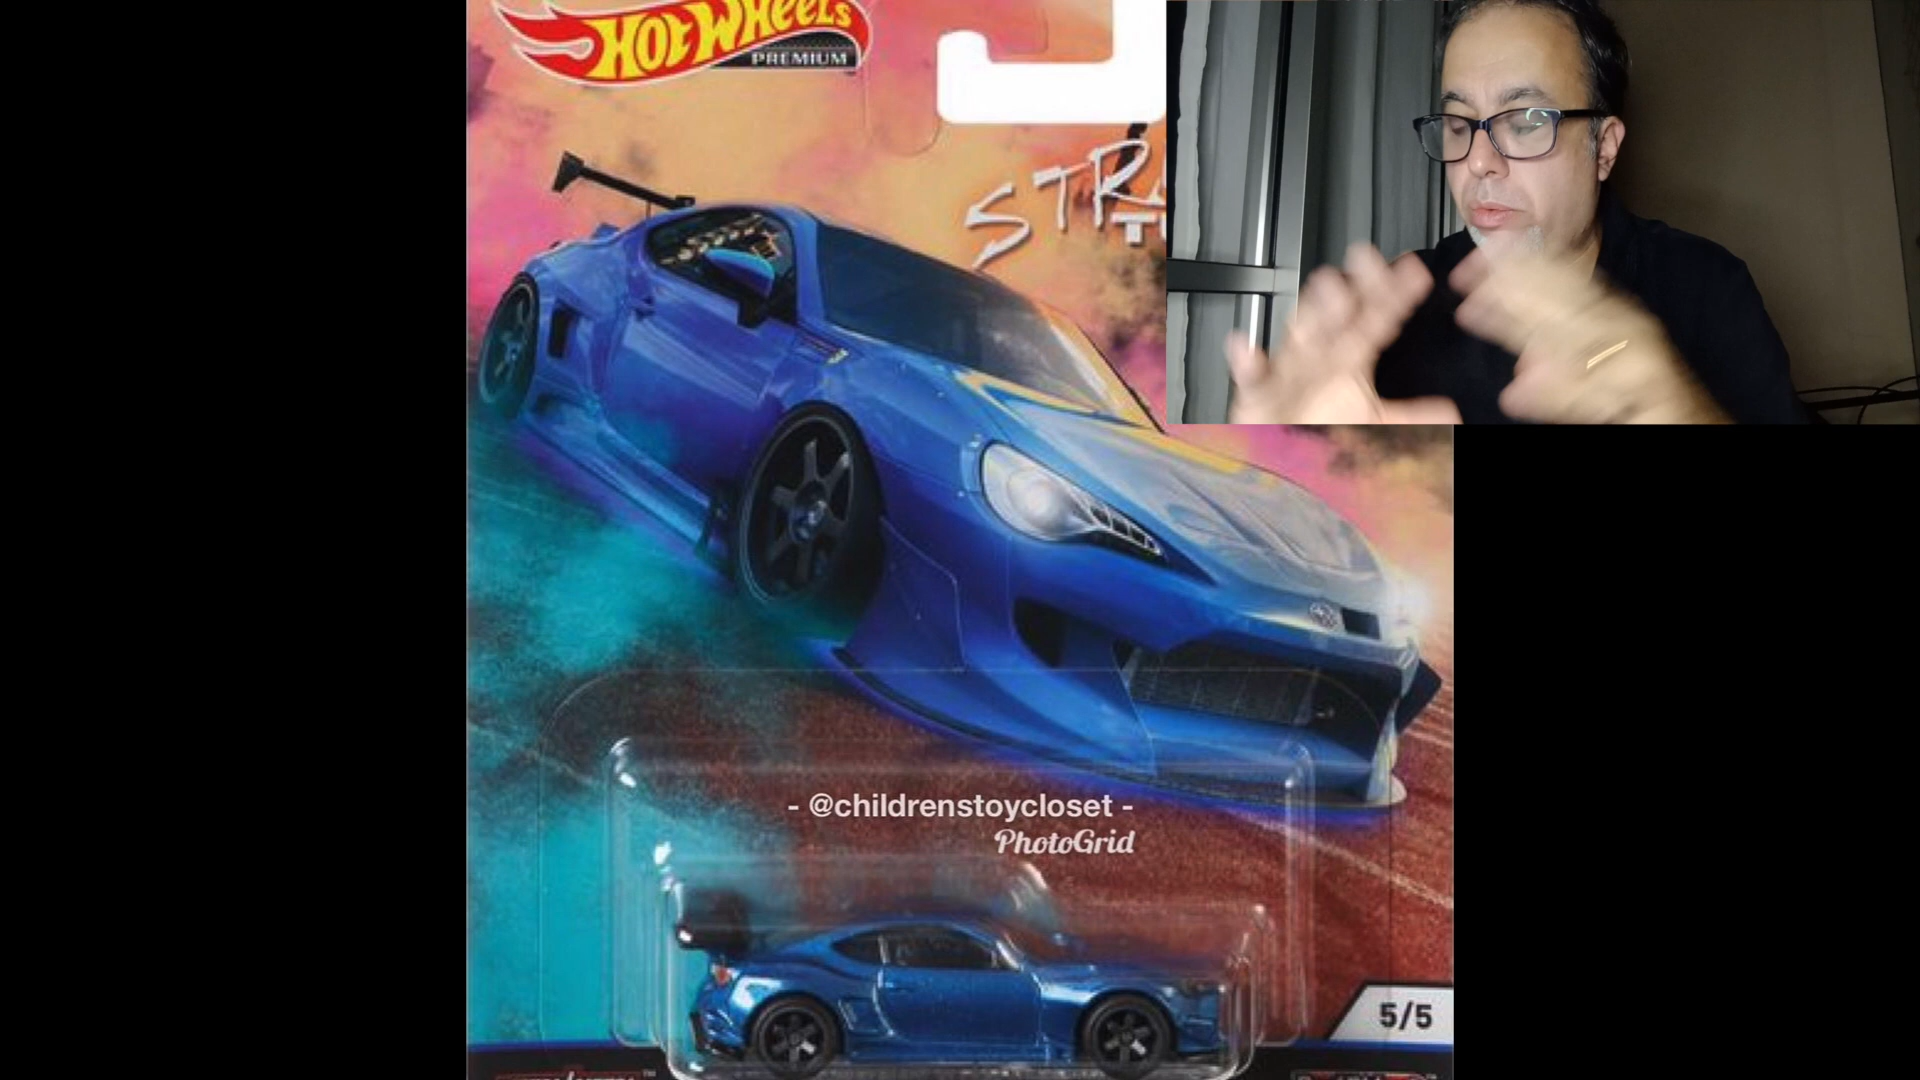 HOT WHEELS
PREMIUM
- @childrenstoycloset -
PhotoGrid
5/5